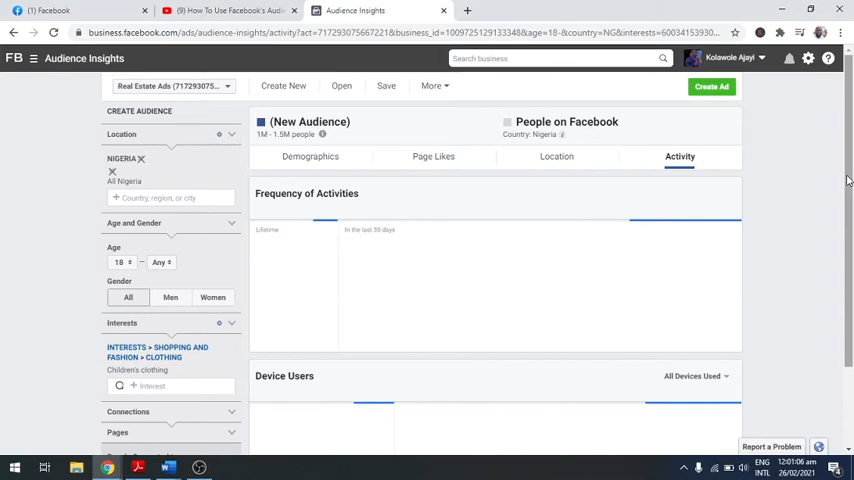 (1) Facebook
(9) How To Use Facebook's Audien
Audience Insights
business.facebook.com/ads/audience-insights/activity?act=717293075667221&business_id=1009725129133348&age=18-&country=NG&interests=60034153930...
FB
Audience Insights
Search business
Kolawole Ajayi
Real Estate Ads (717293075...
Create New
Open
Save
More
Create Ad
CREATE AUDIENCE
(New Audience)
1M - 1.5M people
People on Facebook
Country: Nigeria
Location
NIGERIA
All Nigeria
+ Country, region, or city
Demographics
Page Likes
Location
Activity
Age and Gender
Age
18 — Any
Gender
All
Men
Women
Frequency of Activities
Lifetime
In the last 30 days
Interests
INTERESTS > SHOPPING AND
FASHION > CLOTHING
Children's clothing
+ Interest
Connections
Pages
Device Users
All Devices Used
Report a Problem
ENG
INTL
12:01:06 am
26/02/2021
4